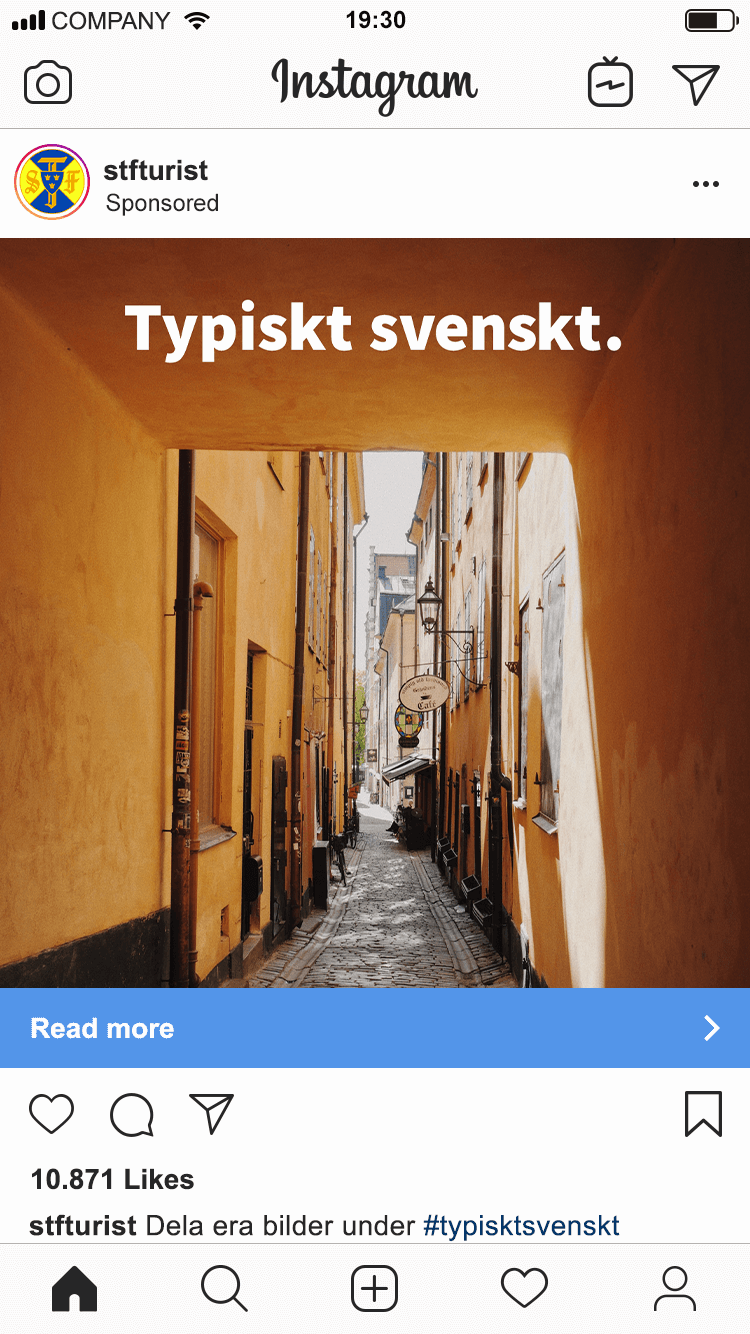 COMPANY 19:30
Instagram
stfturist
Sponsored
Typiskt svenskt.
Café
Read more
10.871 Likes
stfturist Dela era bilder under #typisktsvenskt